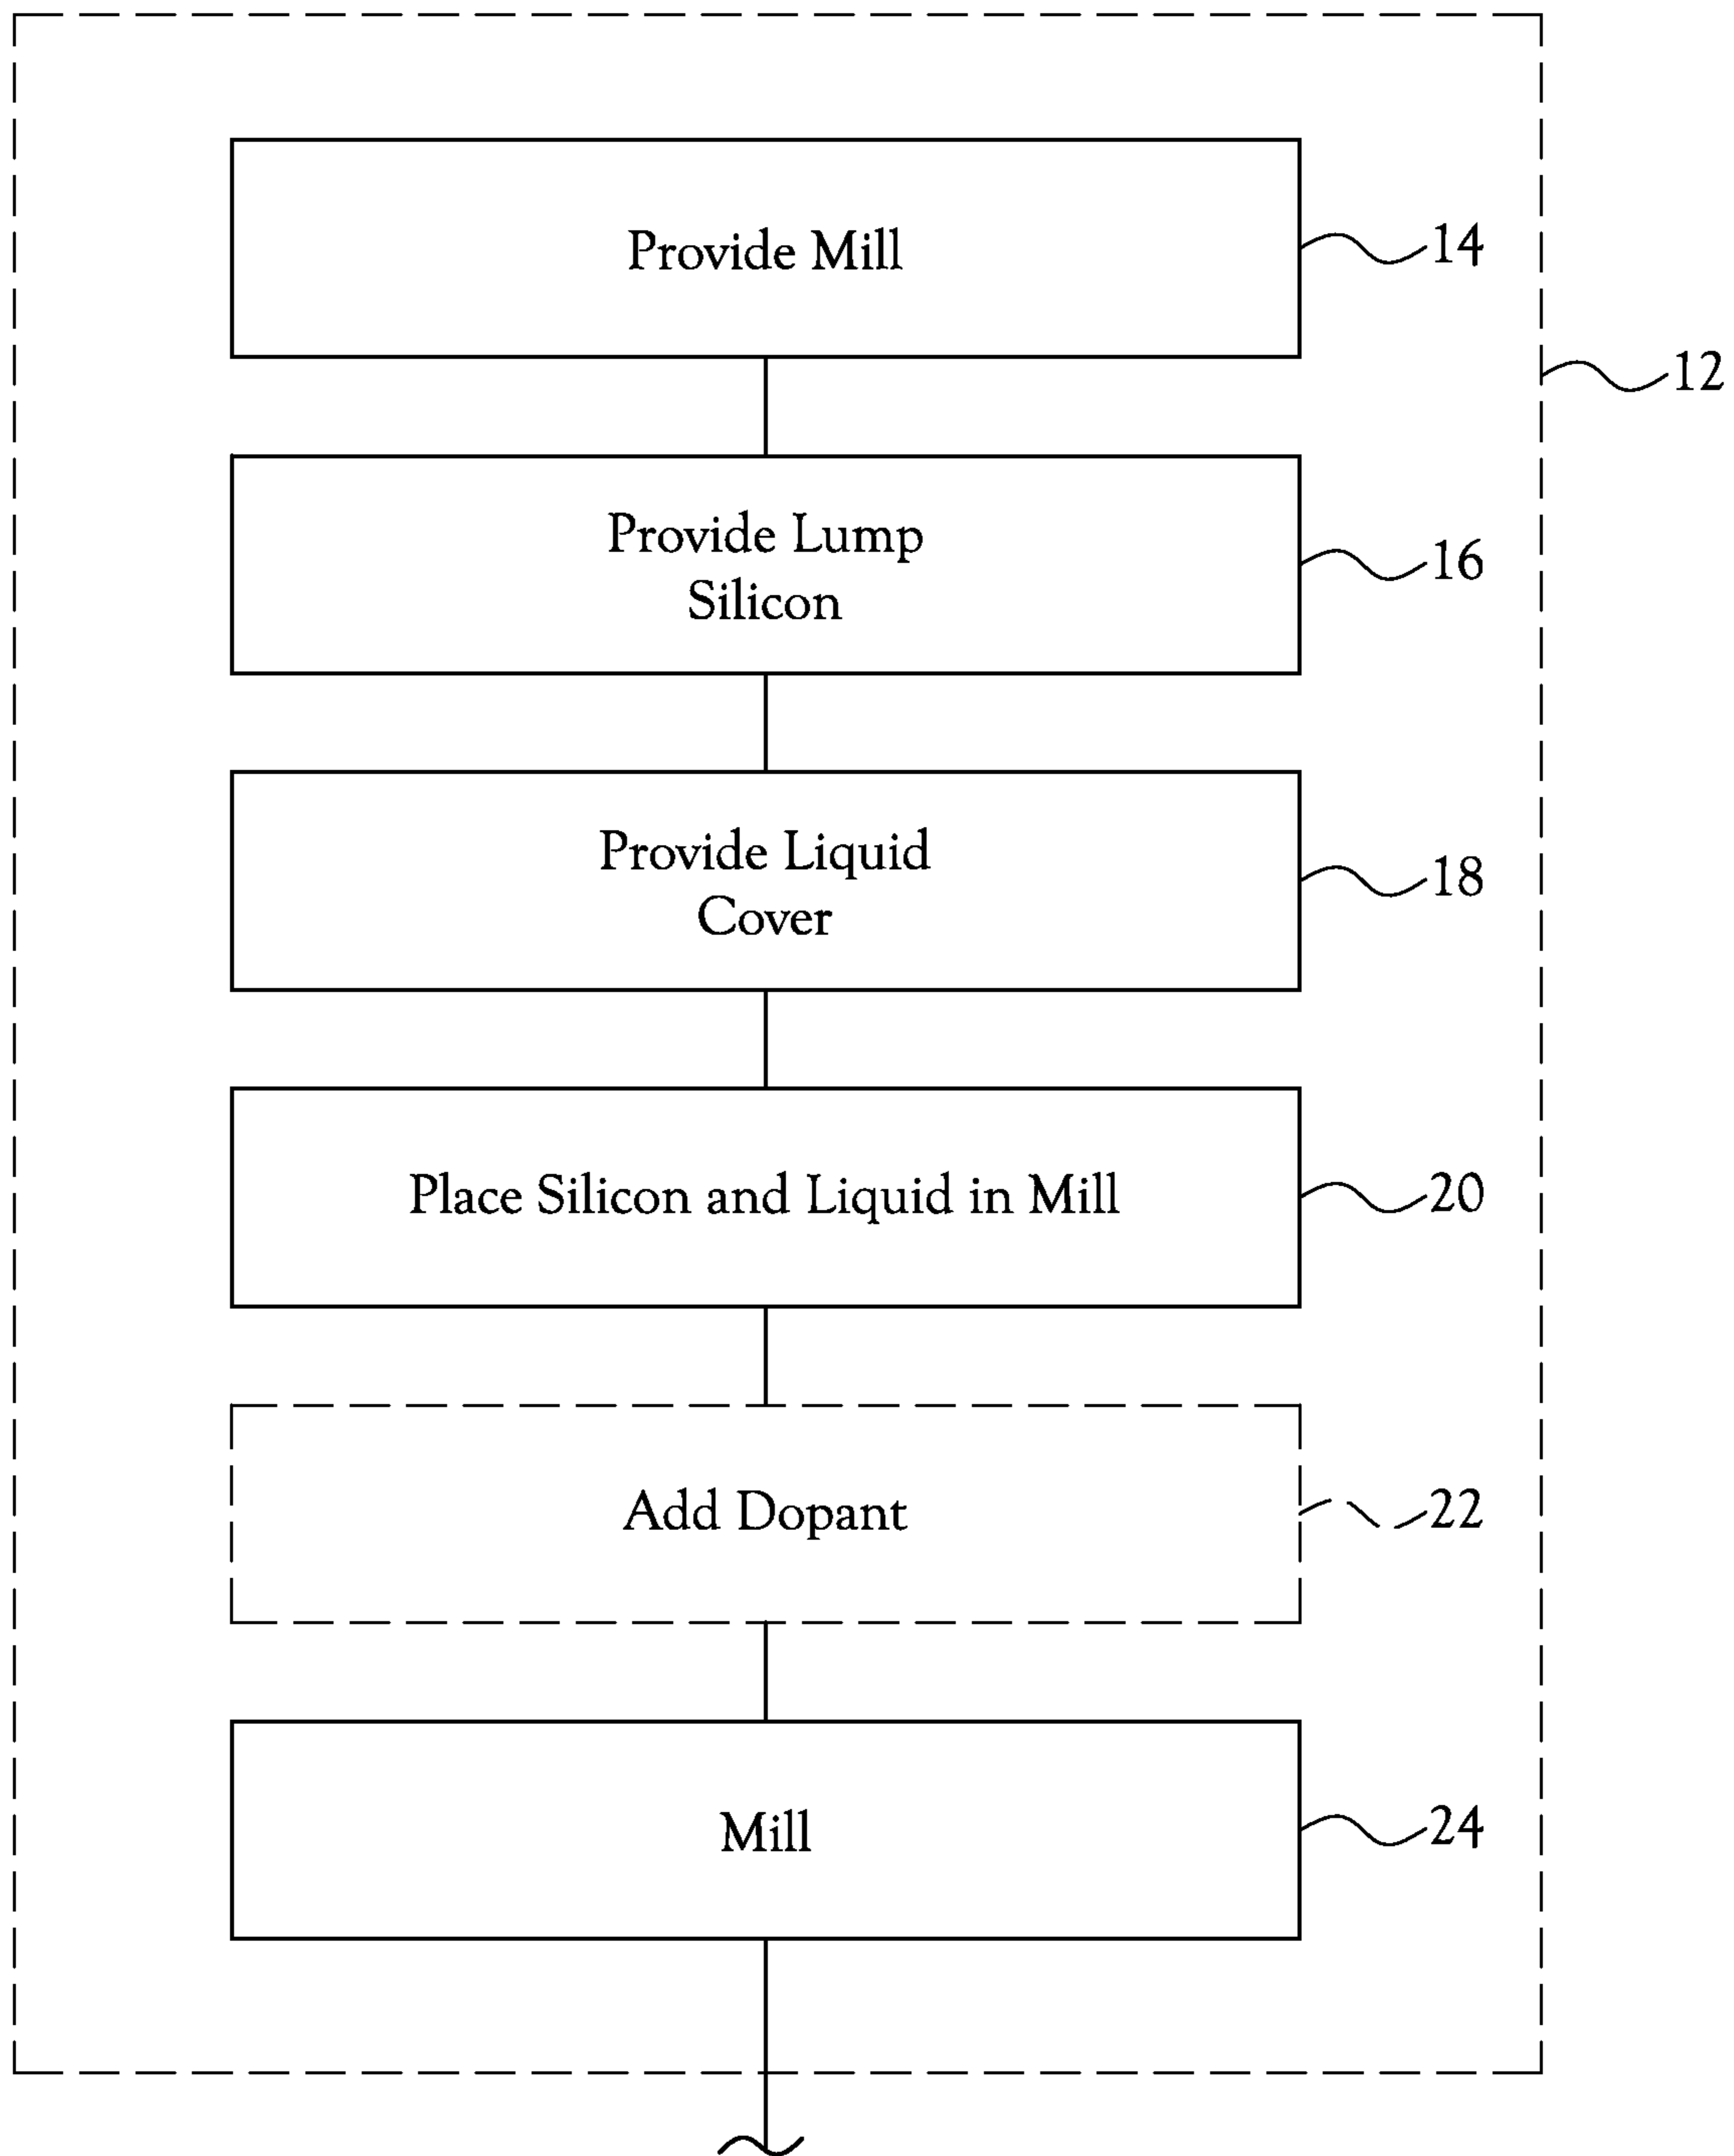 Provide Mill
14
12
Provide Lump
Silicon
16
Provide Liquid
Cover
18
Place Silicon and Liquid in Mill
20
Add Dopant
22
Mill
24